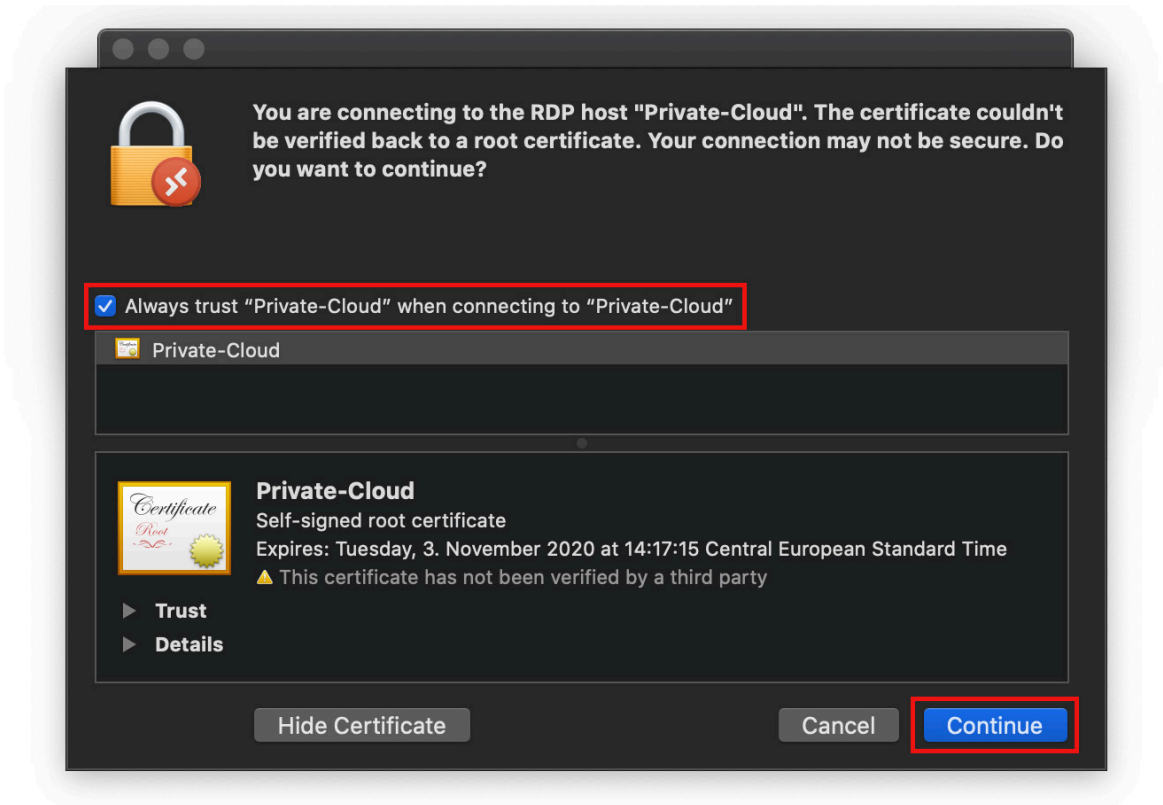 You are connecting to the RDP host "Private-Cloud". The certificate couldn't
be verified back to a root certificate. Your connection may not be secure. Do
you want to continue?
Always trust “Private-Cloud” when connecting to “Private-Cloud”
Private-Cloud
Certificate
Root
Private-Cloud
Self-signed root certificate
Expires: Tuesday, 3. November 2020 at 14:17:15 Central European Standard Time
This certificate has not been verified by a third party
Trust
Details
Hide Certificate
Cancel
Continue